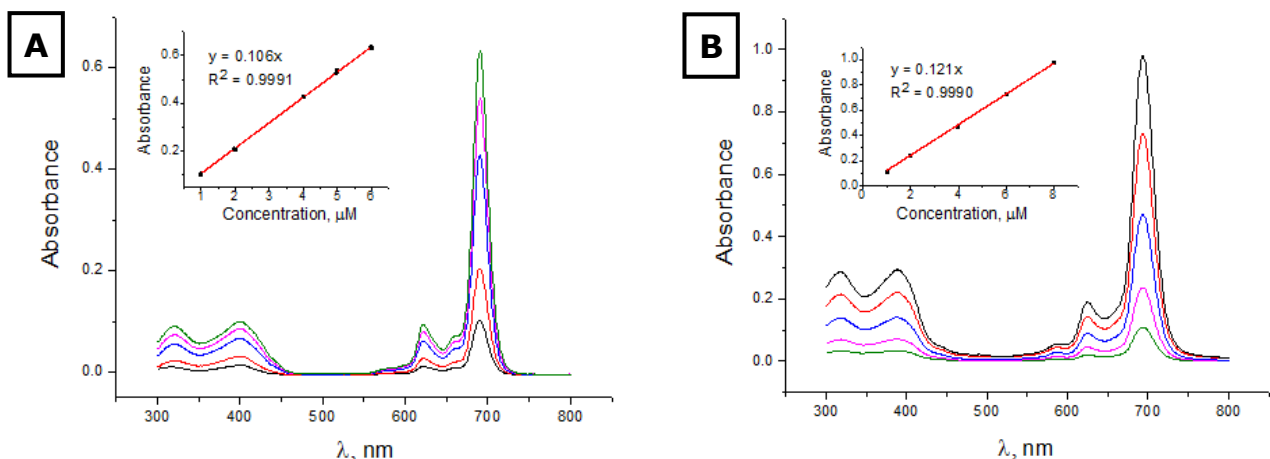 A
y = 0.106x
R2 = 0.9991
0.6
0.4
0.2
Absorbance
1 2 3 4 5 6
Concentration, μM
0.6
0.4
0.2
0.0
Absorbance
300 400 500 600 700 800
λ, nm
B
y = 0.121x
R2 = 0.9990
1.0
0.8
0.6
0.4
0.2
0.0
Absorbance
0 2 4 6 8
Concentration, μM
1.0
0.8
0.6
0.4
0.2
0.0
Absorbance
300 400 500 600 700 800
λ, nm